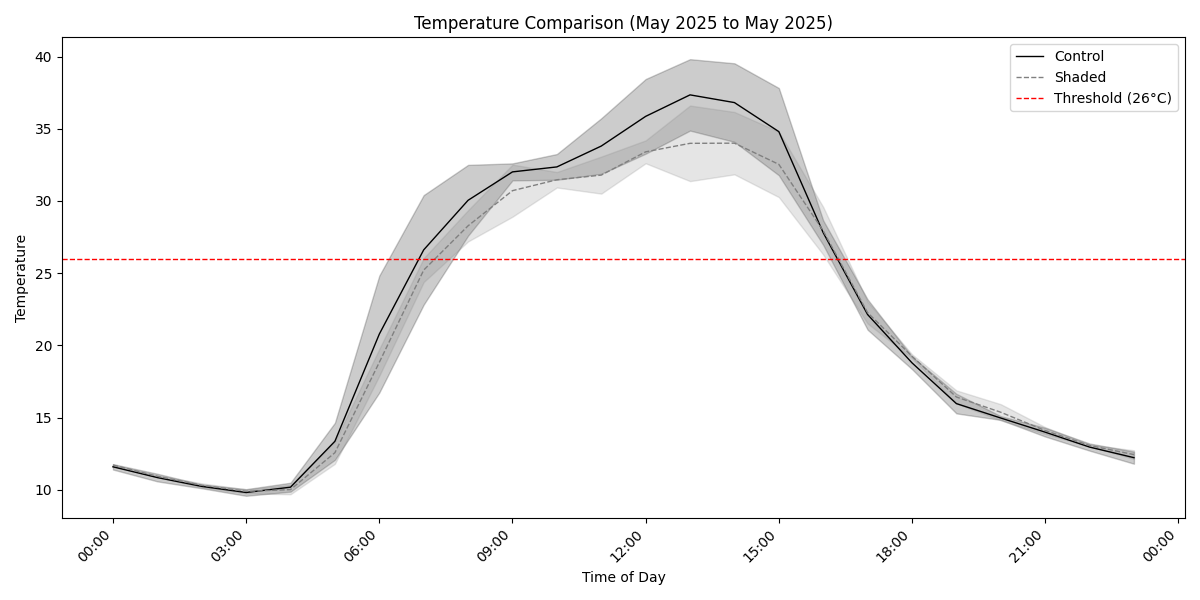 Temperature Comparison (May 2025 to May 2025)
Control
Shaded
Threshold (26°C)
40
35
30
25
20
15
10
Temperature
00:00
03:00
06:00
09:00
12:00
15:00
18:00
21:00
00:00
Time of Day